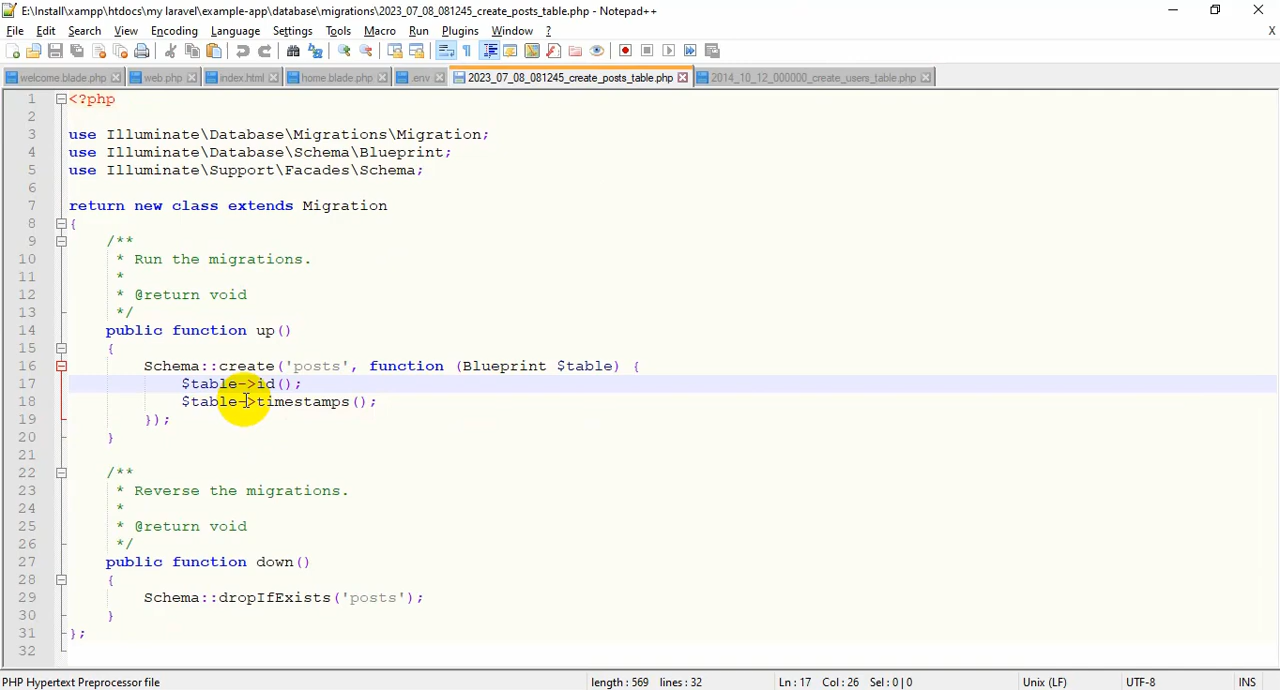 E:\Install\xampp\htdocs\my laravel\example-app\database\migrations\2023_07_08_081245_create_posts_table.php - Notepad++
File Edit Search View Encoding Language Settings Tools Macro Run Plugins Window ? X
welcome.blade.php web.php index.html home.blade.php .env 2023_07_08_081245_create_posts_table.php 2014_10_12_000000_create_users_table.php
1 <?php
2
3 use Illuminate\Database\Migrations\Migration;
4 use Illuminate\Database\Schema\Blueprint;
5 use Illuminate\Support\Facades\Schema;
6
7 return new class extends Migration
8 {
9 /**
10 * Run the migrations.
11 *
12 * @return void
13 */
14 public function up()
15 {
16 Schema::create('posts', function (Blueprint $table) {
17 $table->id();
18 $table->timestamps();
19 });
20 }
21
22 /**
23 * Reverse the migrations.
24 *
25 * @return void
26 */
27 public function down()
28 {
29 Schema::dropIfExists('posts');
30 }
31 };
32
PHP Hypertext Preprocessor file length : 569 lines : 32 Ln : 17 Col : 26 Sel : 0 | 0 Unix (LF) UTF-8 INS